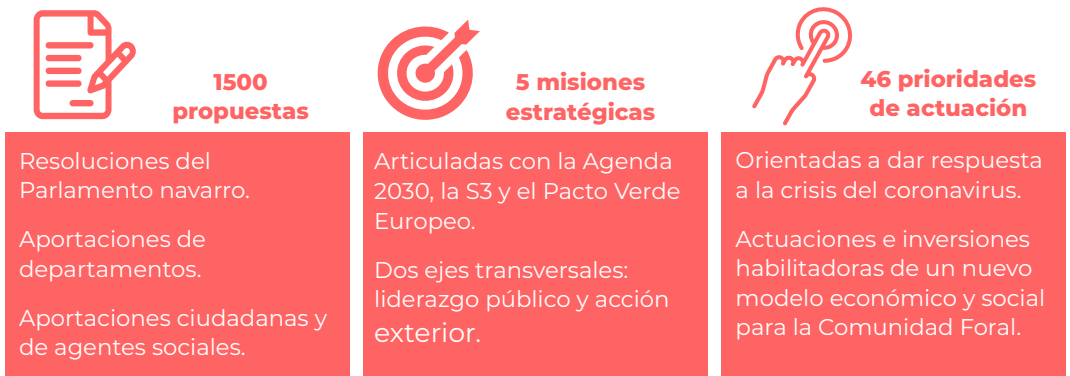 1500
propuestas
Resoluciones del
Parlamento navarro.
Aportaciones de
departamentos.
Aportaciones ciudadanas y
de agentes sociales.
5 misiones
estratégicas
Articuladas con la Agenda
2030, la S3 y el Pacto Verde
Europeo.
Dos ejes transversales:
liderazgo público y acción
exterior.
46 prioridades
de actuación
Orientadas a dar respuesta
a la crisis del coronavirus.
Actuaciones e inversiones
habilitadoras de un nuevo
modelo económico y social
para la Comunidad Foral.